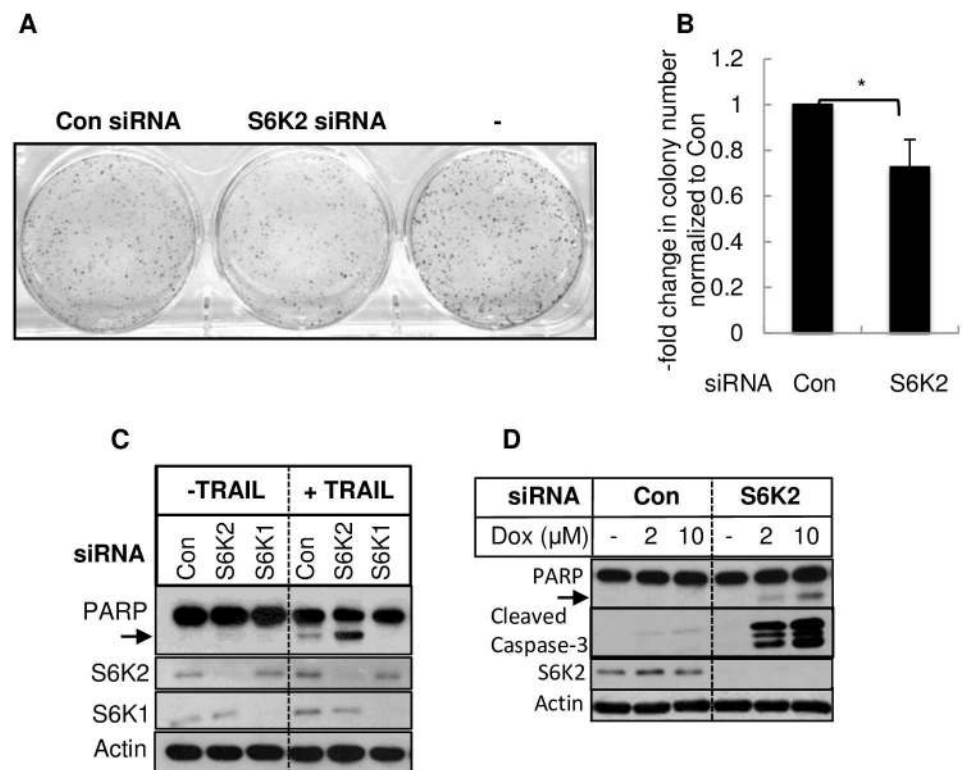 A
Con siRNA S6K2 siRNA -
B
-fold change in colony number
normalized to Con
1.2
1
0.8
0.6
0.4
0.2
0
*
siRNA Con S6K2
C
-TRAIL + TRAIL
siRNA Con S6K2 S6K1 Con S6K2 S6K1
PARP
S6K2
S6K1
Actin
D
siRNA Con S6K2
Dox (µM) - 2 10 - 2 10
PARP
Cleaved
Caspase-3
S6K2
Actin